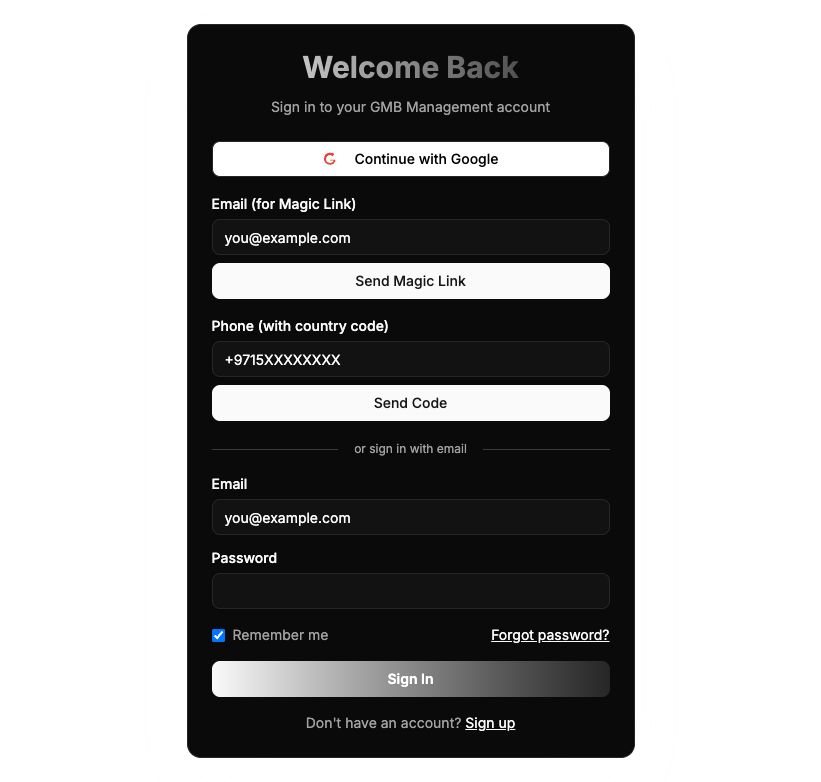 Welcome Back
Sign in to your GMB Management account
Continue with Google
Email (for Magic Link)
you@example.com
Send Magic Link
Phone (with country code)
+9715XXXXXXXX
Send Code
or sign in with email
Email
you@example.com
Password
Remember me Forgot password?
Sign In
Don't have an account? Sign up